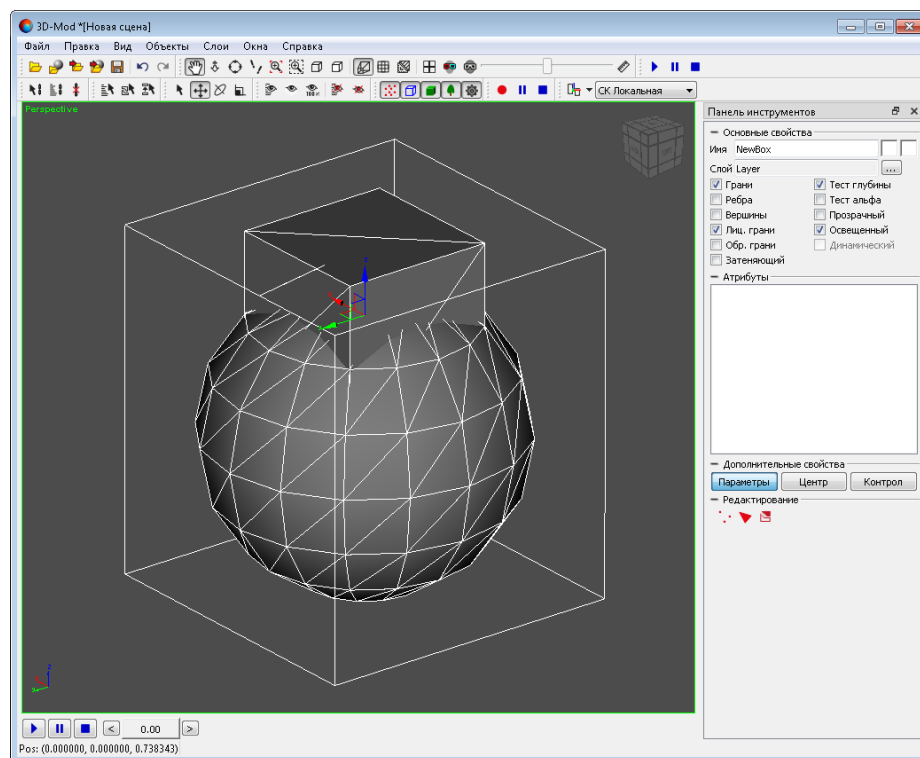 3D-Mod *[Новая сцена]
Файл Правка Вид Объекты Слои Окна Справка
СК Локальная
Perspective
Панель инструментов
Основные свойства
Имя NewBox
Слой Layer ...
Грани Тест глубины
Ребра Тест альфа
Вершины Прозрачный
Лиц. грани Освещенный
Обр. грани Динамический
Затеняющий
Атрибуты
Дополнительные свойства
Параметры Центр Контрол
Редактирование
z
z
< 0.00 >
Pos: (0.000000, 0.000000, 0.738343)